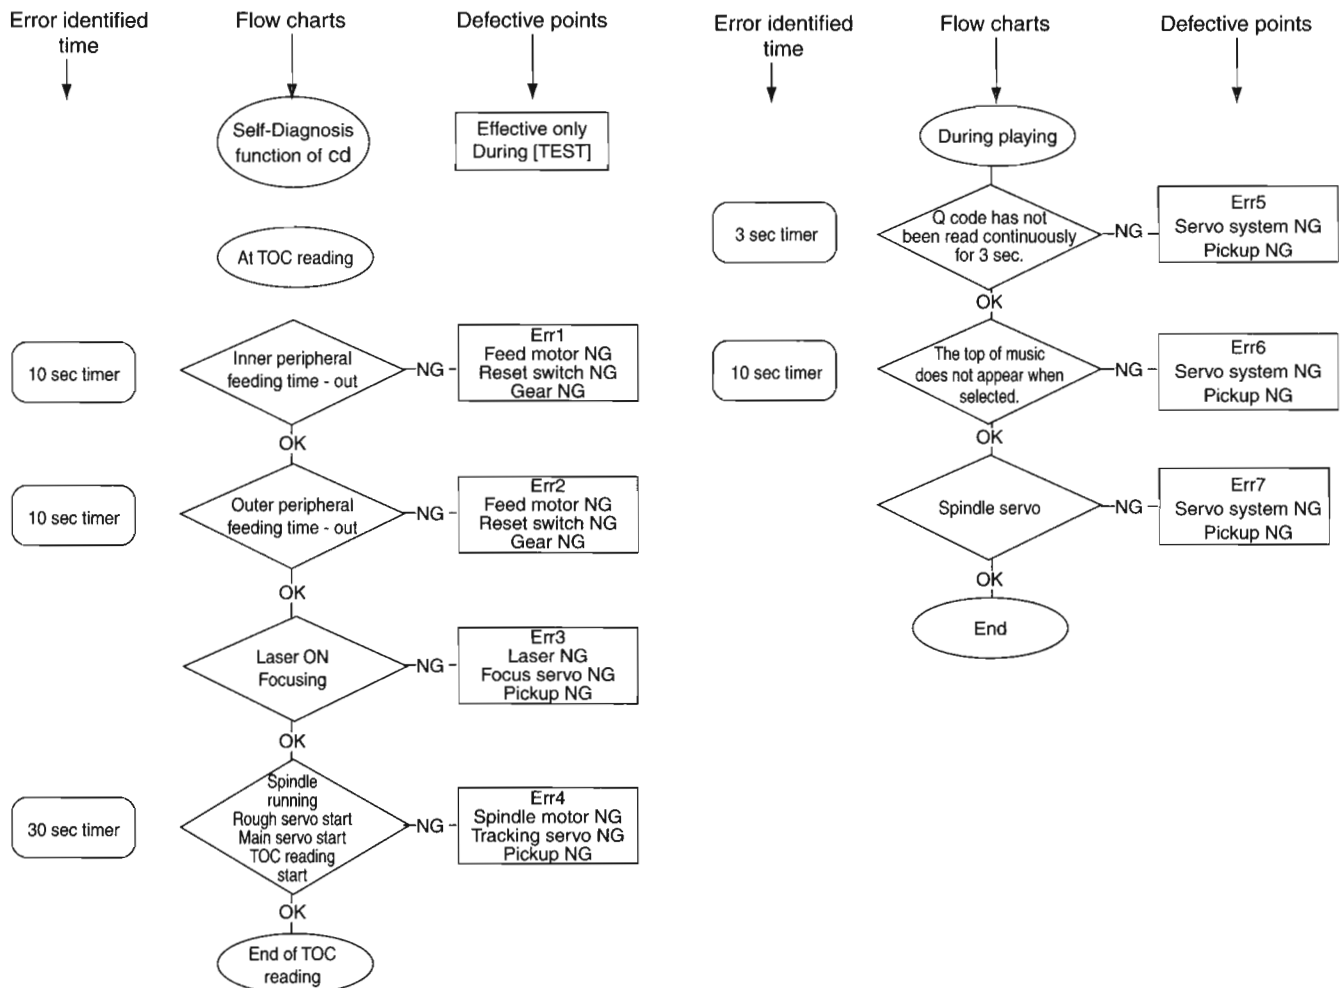 Error identified
time
Flow charts
Defective points
Self-Diagnosis
function of cd
Effective only
During [TEST]
At TOC reading
10 sec timer
Inner peripheral
feeding time - out
NG
Err1
Feed motor NG
Reset switch NG
Gear NG
OK
10 sec timer
Outer peripheral
feeding time - out
NG
Err2
Feed motor NG
Reset switch NG
Gear NG
OK
Laser ON
Focusing
NG
Err3
Laser NG
Focus servo NG
Pickup NG
OK
30 sec timer
Spindle
running
Rough servo start
Main servo start
TOC reading
start
NG
Err4
Spindle motor NG
Tracking servo NG
Pickup NG
OK
End of TOC
reading
Error identified
time
Flow charts
Defective points
During playing
3 sec timer
Q code has not
been read continuously
for 3 sec.
NG
Err5
Servo system NG
Pickup NG
OK
10 sec timer
The top of music
does not appear when
selected.
NG
Err6
Servo system NG
Pickup NG
OK
Spindle servo
NG
Err7
Servo system NG
Pickup NG
OK
End